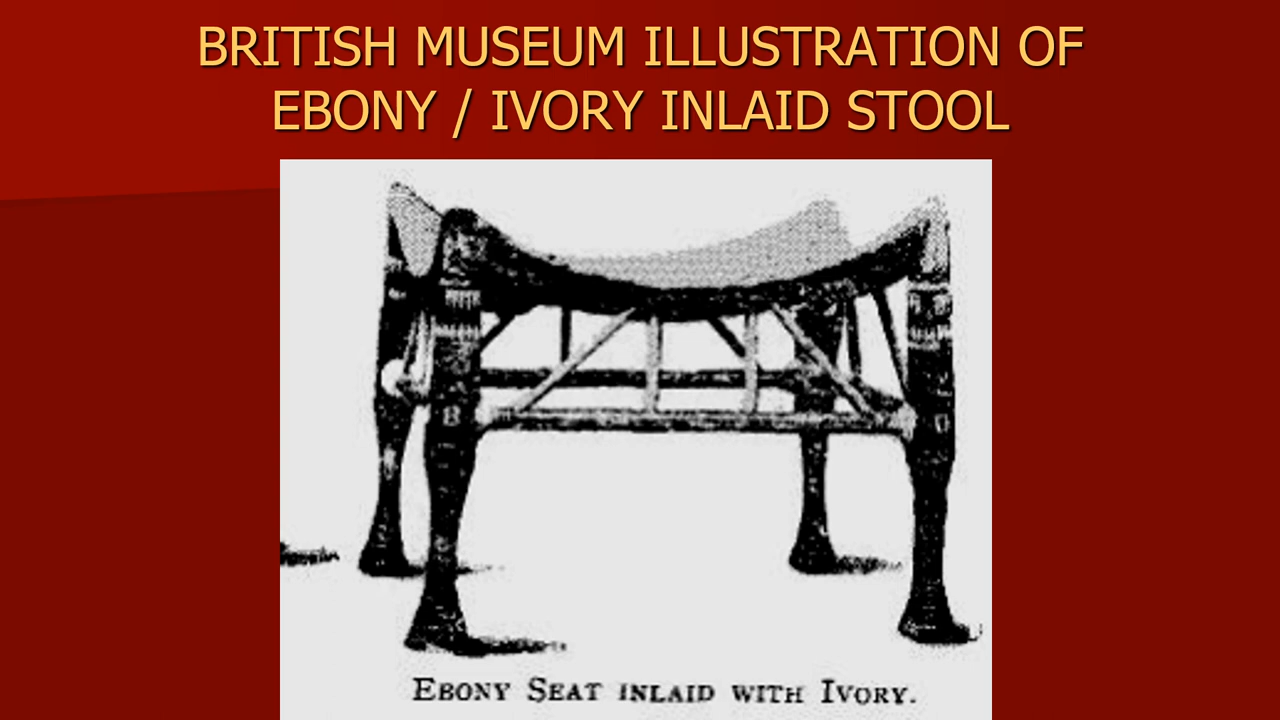 BRITISH MUSEUM ILLUSTRATION OF
EBONY / IVORY INLAID STOOL
EBONY SEAT INLAID WITH IVORY.